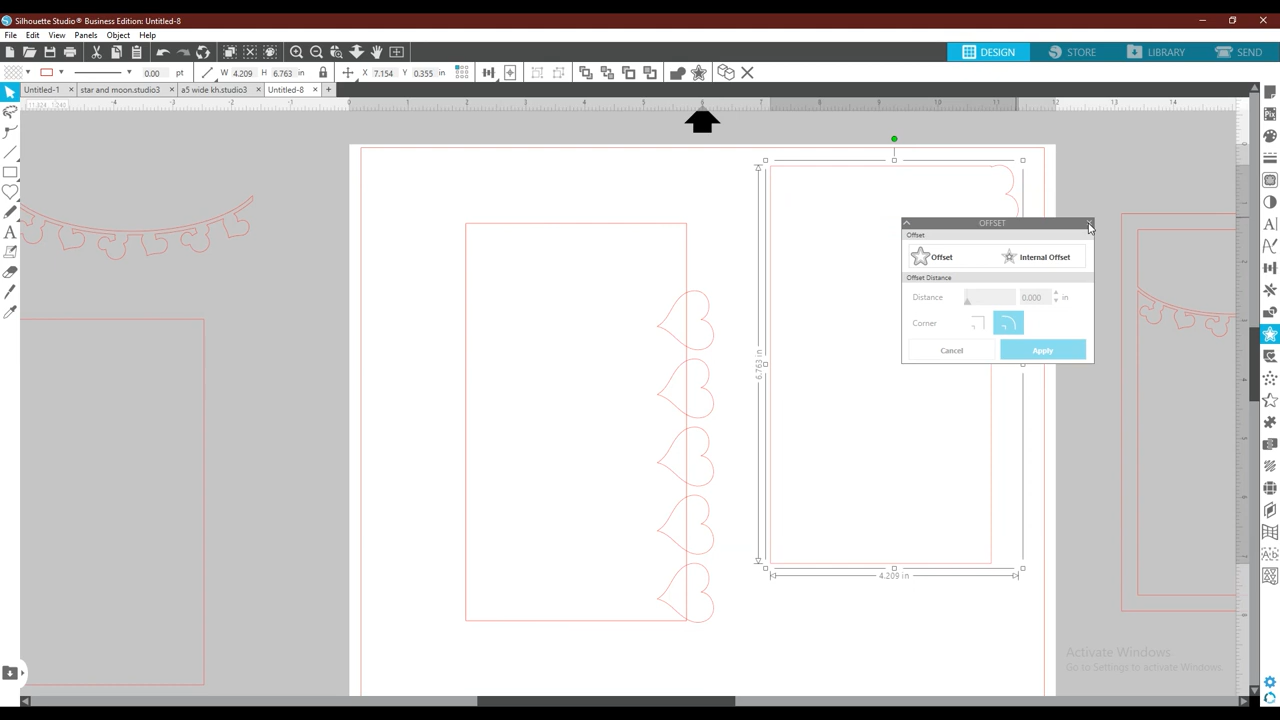 Silhouette Studio® Business Edition: Untitled-8
File Edit View Panels Object Help
DESIGN STORE LIBRARY SEND
0.00 pt W 4.209 H 6.763 in X 7.154 Y 0.355 in
Untitled-1 star and moon.studio3 a5 wide kh.studio3 Untitled-8
OFFSET
Offset
Offset Internal Offset
Offset Distance
Distance 0.000 in
Corner
Cancel Apply
6.763 in
4.209 in
Activate Windows
Go to Settings to activate Windows.